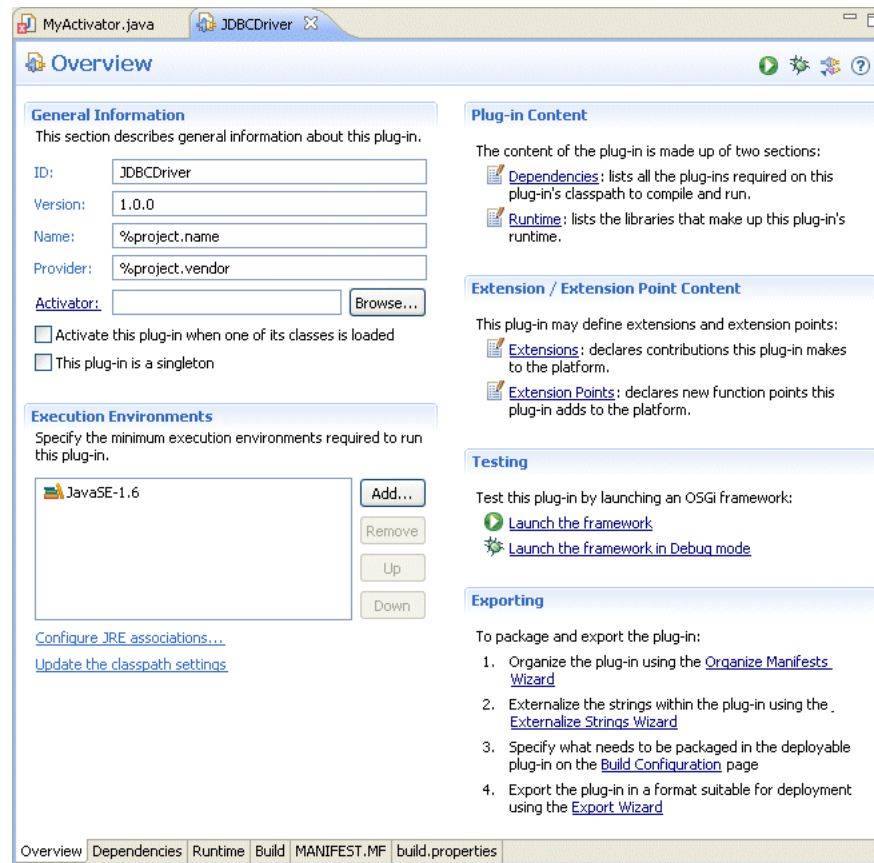 MyActivator.java
JDBCDriver
Overview
General Information
This section describes general information about this plug-in.
ID:
JDBCDriver
Version:
1.0.0
Name:
%project.name
Provider:
%project.vendor
Activator:
Browse...
Activate this plug-in when one of its classes is loaded
This plug-in is a singleton
Execution Environments
Specify the minimum execution environments required to run
this plug-in.
JavaSE-1.6
Add...
Remove
Up
Down
Configure JRE associations...
Update the classpath settings
Plug-in Content
The content of the plug-in is made up of two sections:
Dependencies: lists all the plug-ins required on this
plug-in's classpath to compile and run.
Runtime: lists the libraries that make up this plug-in's
runtime.
Extension / Extension Point Content
This plug-in may define extensions and extension points:
Extensions: declares contributions this plug-in makes
to the platform.
Extension Points: declares new function points this
plug-in adds to the platform.
Testing
Test this plug-in by launching an OSGi framework:
Launch the framework
Launch the framework in Debug mode
Exporting
To package and export the plug-in:
1. Organize the plug-in using the Organize Manifests
Wizard
2. Externalize the strings within the plug-in using the
Externalize Strings Wizard
3. Specify what needs to be packaged in the deployable
plug-in on the Build Configuration page
4. Export the plug-in in a format suitable for deployment
using the Export Wizard
Overview Dependencies Runtime Build MANIFEST.MF build.properties